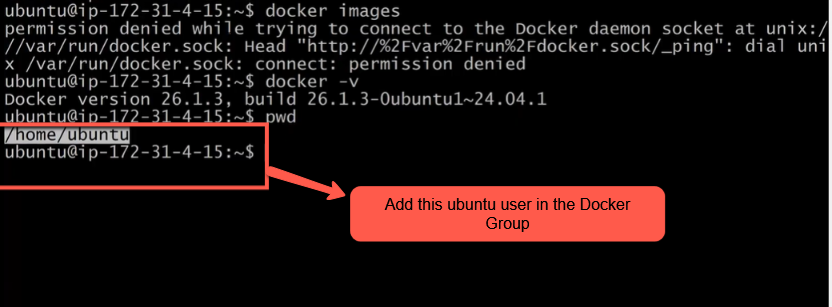 ubuntu@ip-172-31-4-15:~$ docker images
permission denied while trying to connect to the Docker daemon socket at unix:/
//var/run/docker.sock: Head "http://%2Fvar%2Frun%2Fdocker.sock/_ping": dial uni
x /var/run/docker.sock: connect: permission denied
ubuntu@ip-172-31-4-15:~$ docker -v
Docker version 26.1.3, build 26.1.3-0ubuntu1~24.04.1
ubuntu@ip-172-31-4-15:~$ pwd
/home/ubuntu
ubuntu@ip-172-31-4-15:~$
Add this ubuntu user in the Docker
Group